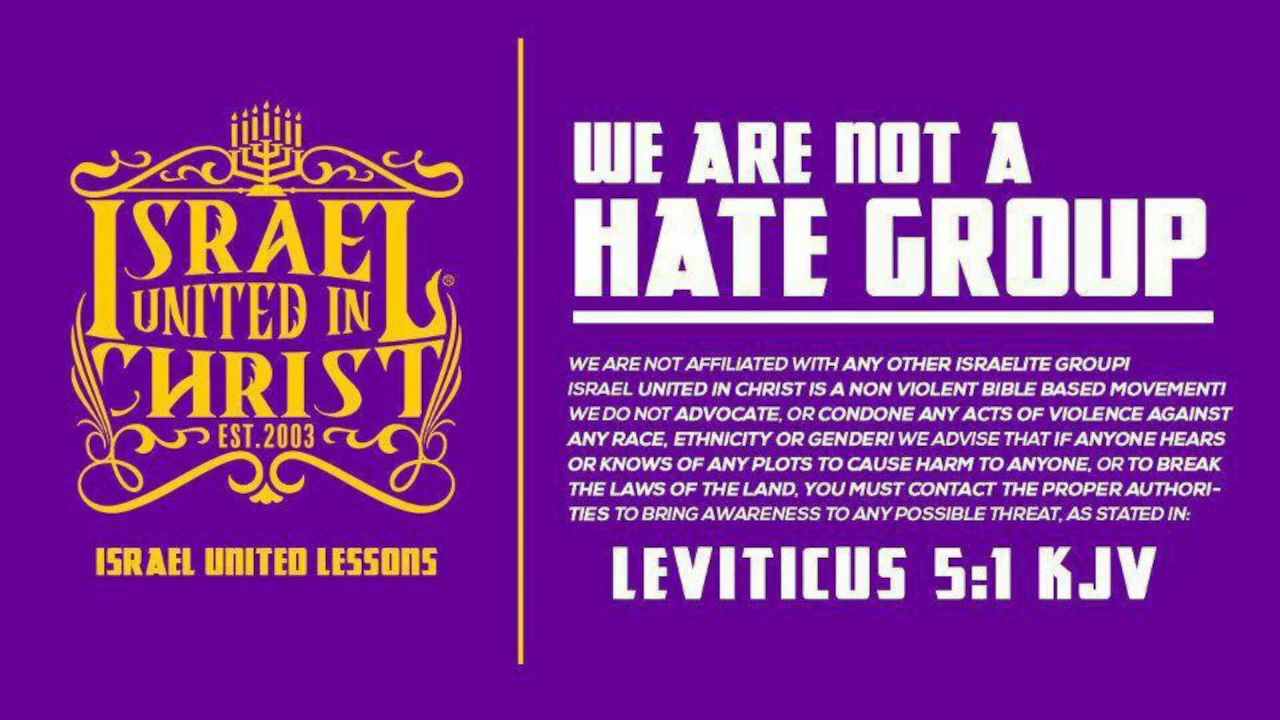 ISRAEL
UNITED IN
CHRIST
EST.2003
ISRAEL UNITED LESSONS
WE ARE NOT A
HATE GROUP
WE ARE NOT AFFILIATED WITH ANY OTHER ISRAELITE GROUP!
ISRAEL UNITED IN CHRIST IS A NON VIOLENT BIBLE BASED MOVEMENT!
WE DO NOT ADVOCATE, OR CONDONE ANY ACTS OF VIOLENCE AGAINST
ANY RACE, ETHNICITY OR GENDER! WE ADVISE THAT IF ANYONE HEARS
OR KNOWS OF ANY PLOTS TO CAUSE HARM TO ANYONE, OR TO BREAK
THE LAWS OF THE LAND, YOU MUST CONTACT THE PROPER AUTHORI-
TIES TO BRING AWARENESS TO ANY POSSIBLE THREAT, AS STATED IN:
LEVITICUS 5:1 KJV